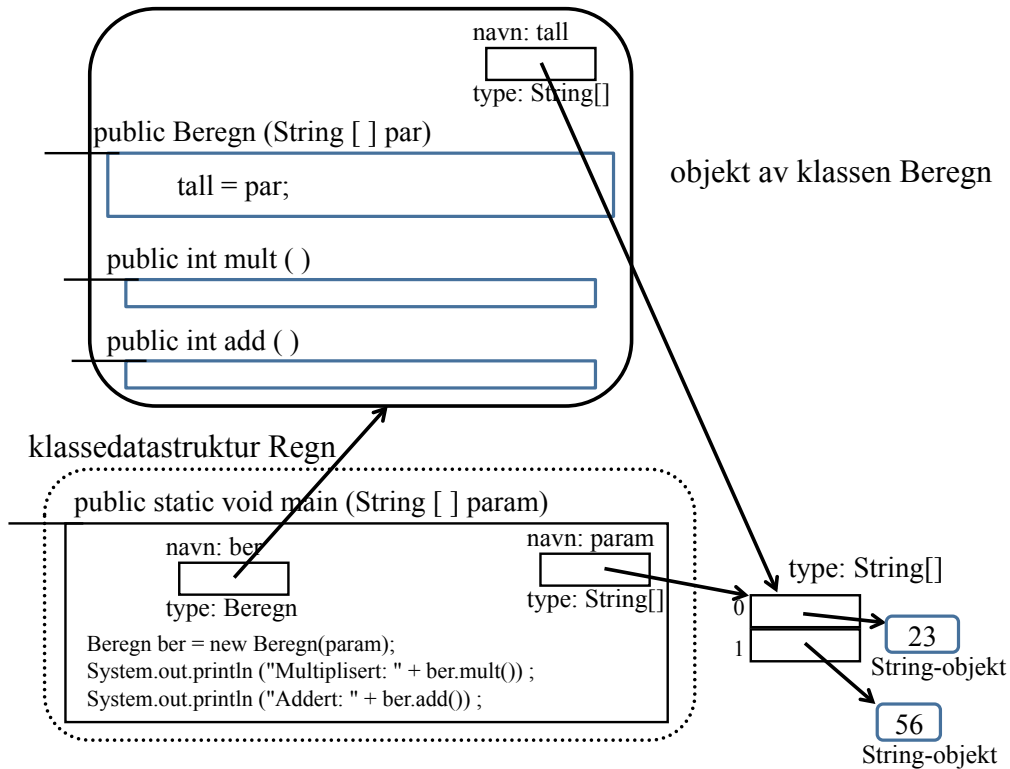 navn: tall
type: String[]
public Beregn (String [ ] par)
tall = par;
objekt av klassen Beregn
public int mult ( )
public int add ( )
klassedatastruktur Regn
public static void main (String [ ] param)
navn: ber
type: Beregn
navn: param
type: String[]
Beregn ber = new Beregn(param);
System.out.println ("Multiplisert: " + ber.mult()) ;
System.out.println ("Addert: " + ber.add()) ;
type: String[]
0
1
23
String-objekt
56
String-objekt